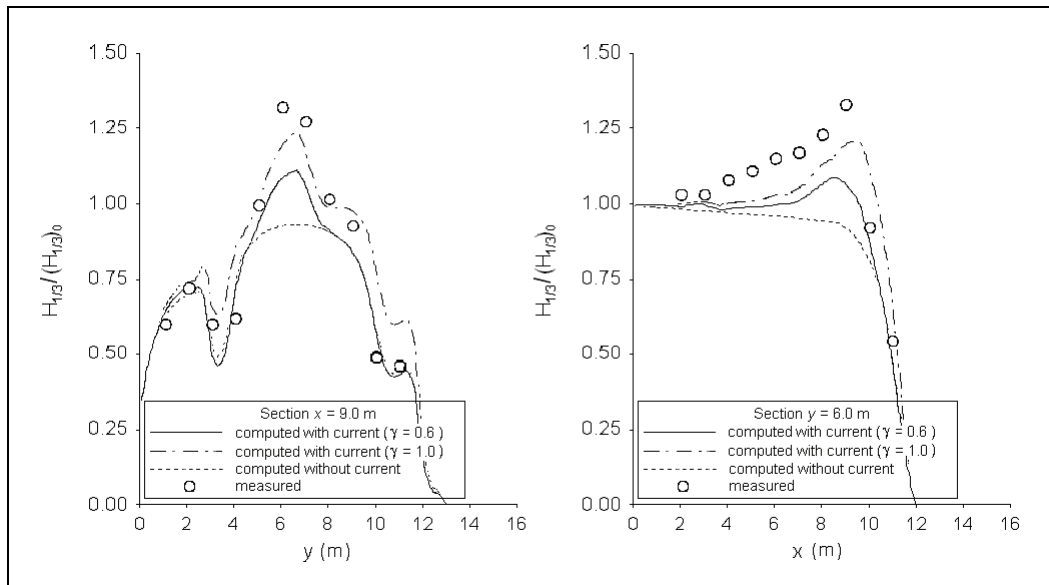 1.50
1.25
1.00
0.75
0.50
0.25
0.00
H1/3/(H1/3)0
Section x = 9.0 m
computed with current ( γ = 0.6 )
computed with current ( γ = 1.0 )
computed without current
measured
0 2 4 6 8 10 12 14 16
y (m)
1.50
1.25
1.00
0.75
0.50
0.25
0.00
H1/3/(H1/3)0
Section y = 6.0 m
computed with current ( γ = 0.6 )
computed with current ( γ = 1.0 )
computed without current
measured
0 2 4 6 8 10 12 14 16
x (m)